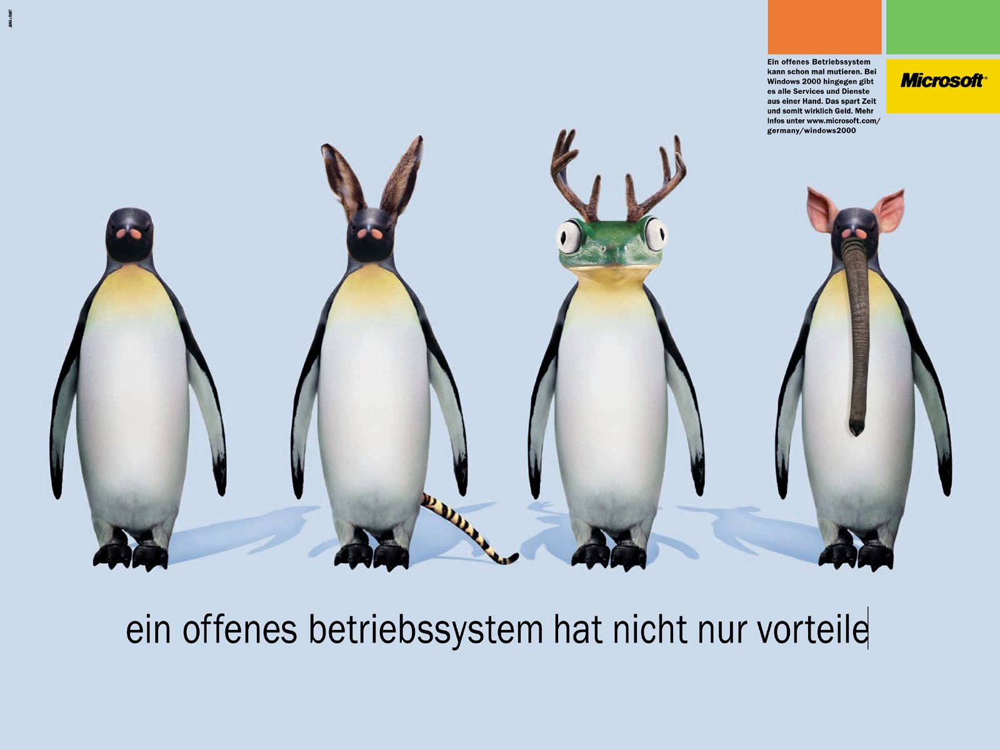 JUNG v.MATT
Ein offenes Betriebssystem
kann schon mal mutieren. Bei
Windows 2000 hingegen gibt
es alle Services und Dienste
aus einer Hand. Das spart Zeit
und somit wirklich Geld. Mehr
Infos unter www.microsoft.com/
germany/windows2000
Microsoft®
ein offenes betriebssystem hat nicht nur vorteile